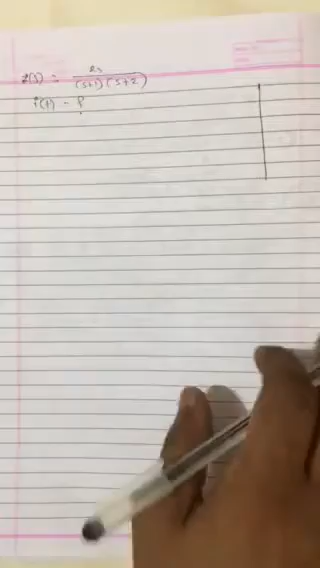 F(s) = 2s / (s+1)(s+2)
f(t) = ?